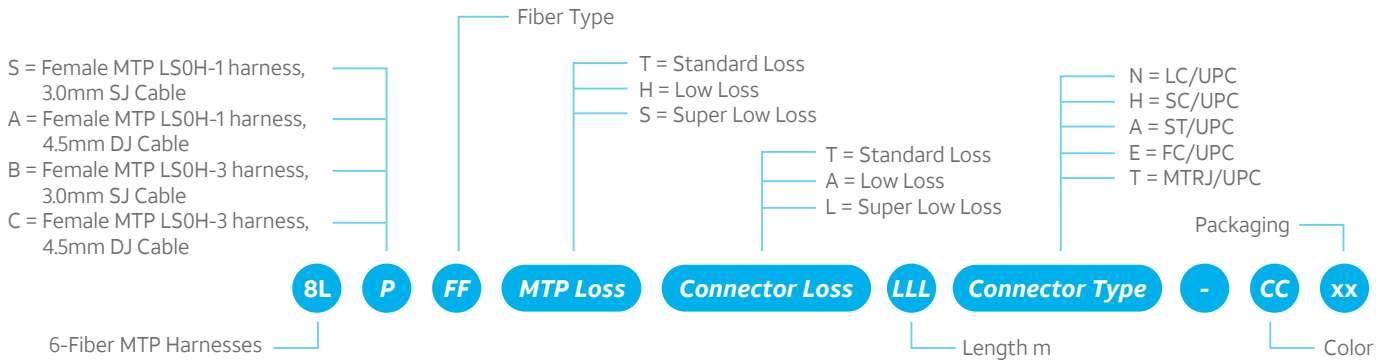 Fiber Type
S = Female MTP LS0H-1 harness,
3.0mm SJ Cable
A = Female MTP LS0H-1 harness,
4.5mm DJ Cable
B = Female MTP LS0H-3 harness,
3.0mm SJ Cable
C = Female MTP LS0H-3 harness,
4.5mm DJ Cable
T = Standard Loss
H = Low Loss
S = Super Low Loss
T = Standard Loss
A = Low Loss
L = Super Low Loss
N = LC/UPC
H = SC/UPC
A = ST/UPC
E = FC/UPC
T = MTRJ/UPC
Packaging
8L P FF MTP Loss Connector Loss LLL Connector Type - CC xx
6-Fiber MTP Harnesses
Length m
Color